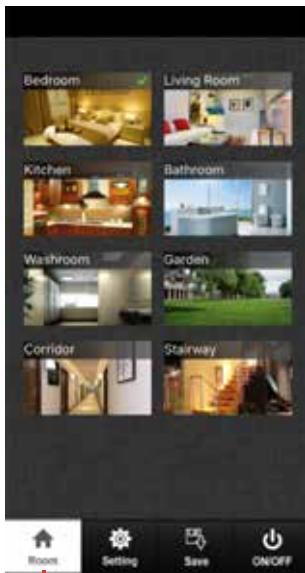 Bedroom
Living Room
Kitchen
Bathroom
Washroom
Garden
Corridor
Stairway
Room
Setting
Save
ON/OFF